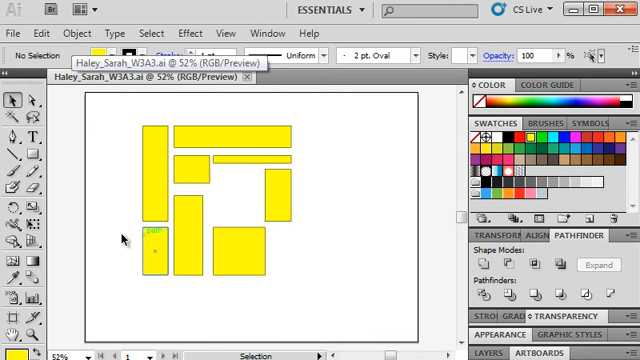 Ai Br ESSENTIALS CS Live
File Edit Object Type Select Effect View Window Help
No Selection Stroke: 1 pt Uniform 2 pt. Oval Style: Opacity: 100
Haley_Sarah_W3A3.ai @ 52% (RGB/Preview)
Haley_Sarah_W3A3.ai @ 52% (RGB/Preview)
COLOR COLOR GUIDE
SWATCHES BRUSHES SYMBOLS
path
TRANSFORM ALIGN PATHFINDER
Shape Modes:
Expand
Pathfinders:
STRO GRAD TRANSPARENCY
APPEARANCE GRAPHIC STYLES
LAYERS ARTBOARDS
52% 1 Selection